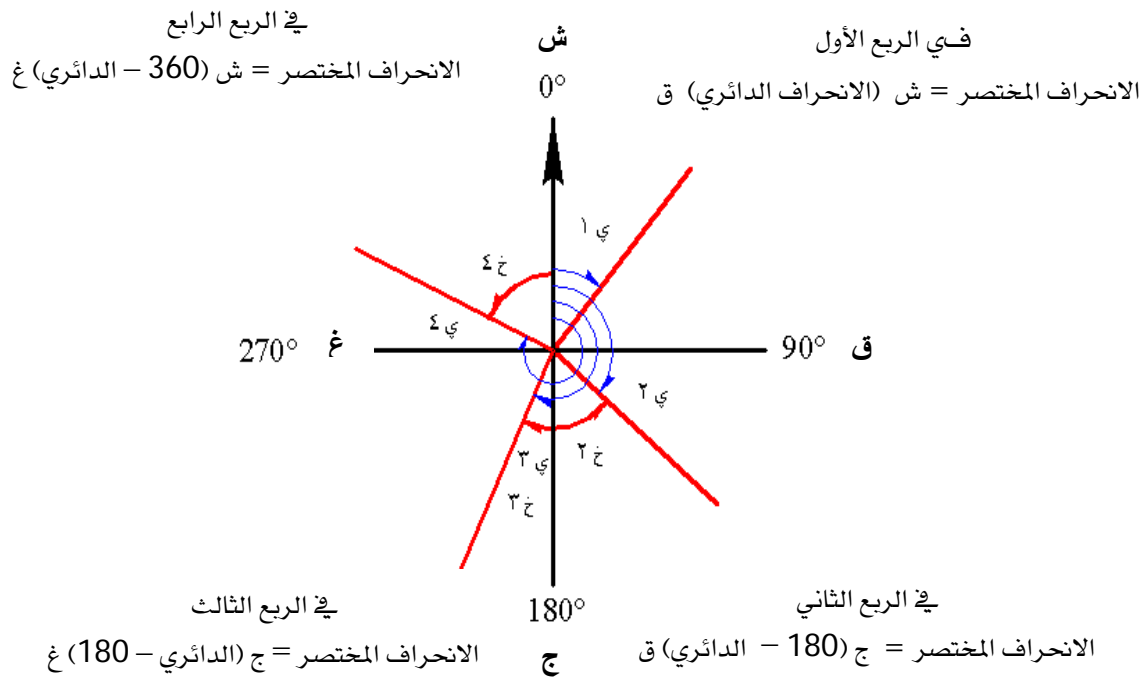 في الربع الرابع
الانحراف المختصر = ش (360 – الدائري) غ
ش
0°
فـي الربع الأول
الانحراف المختصر = ش (الانحراف الدائري) ق
ي ١
خ ٤
ي ٤
270°
غ
90°
ق
ي ٢
خ ٢
ي ٣
خ ٣
في الربع الثالث
الانحراف المختصر = ج (الدائري – 180) غ
180°
ج
في الربع الثاني
الانحراف المختصر = ج (180 – الدائري) ق